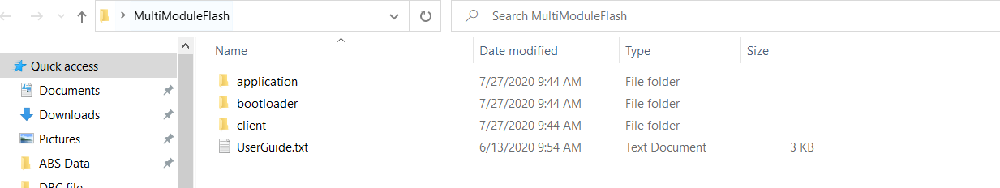 MultiModuleFlash
Search MultiModuleFlash
Name Date modified Type Size
Quick access
Documents
Downloads
Pictures
ABS Data
DBC file
application 7/27/2020 9:44 AM File folder
bootloader 7/27/2020 9:44 AM File folder
client 7/27/2020 9:44 AM File folder
UserGuide.txt 6/13/2020 9:54 AM Text Document 3 KB